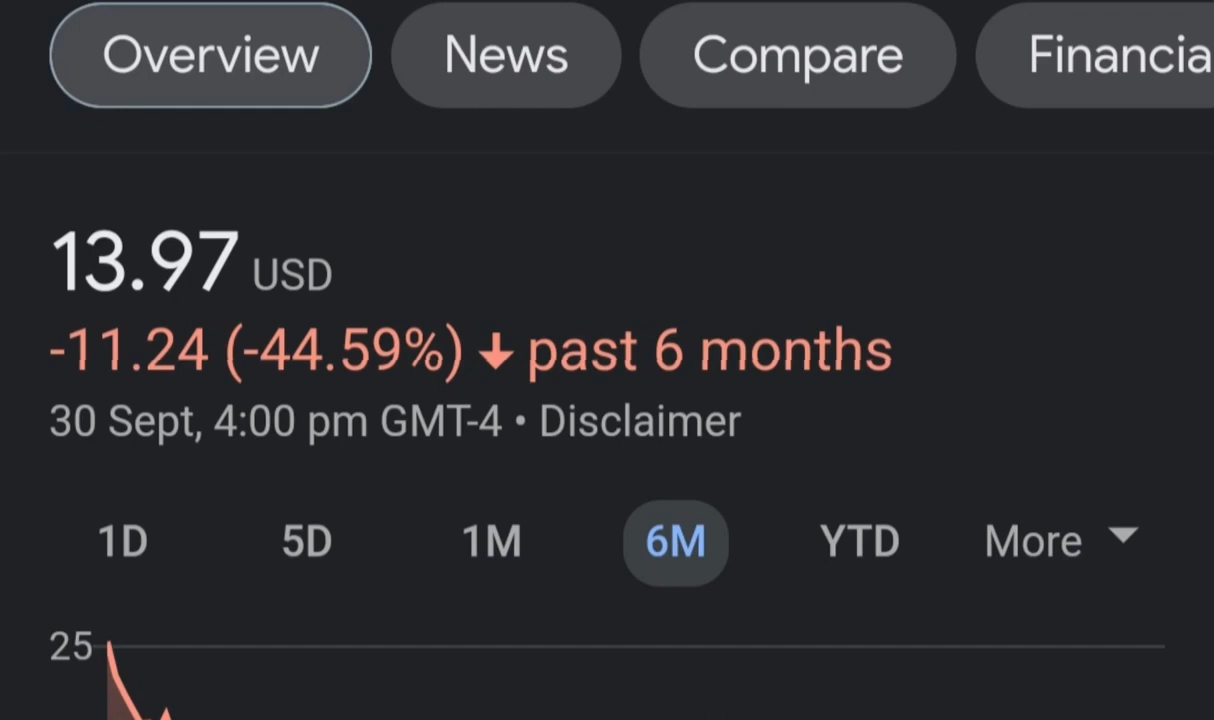 Overview News Compare Financia
13.97 USD
-11.24 (-44.59%) ↓ past 6 months
30 Sept, 4:00 pm GMT-4 • Disclaimer
1D 5D 1M 6M YTD More
25